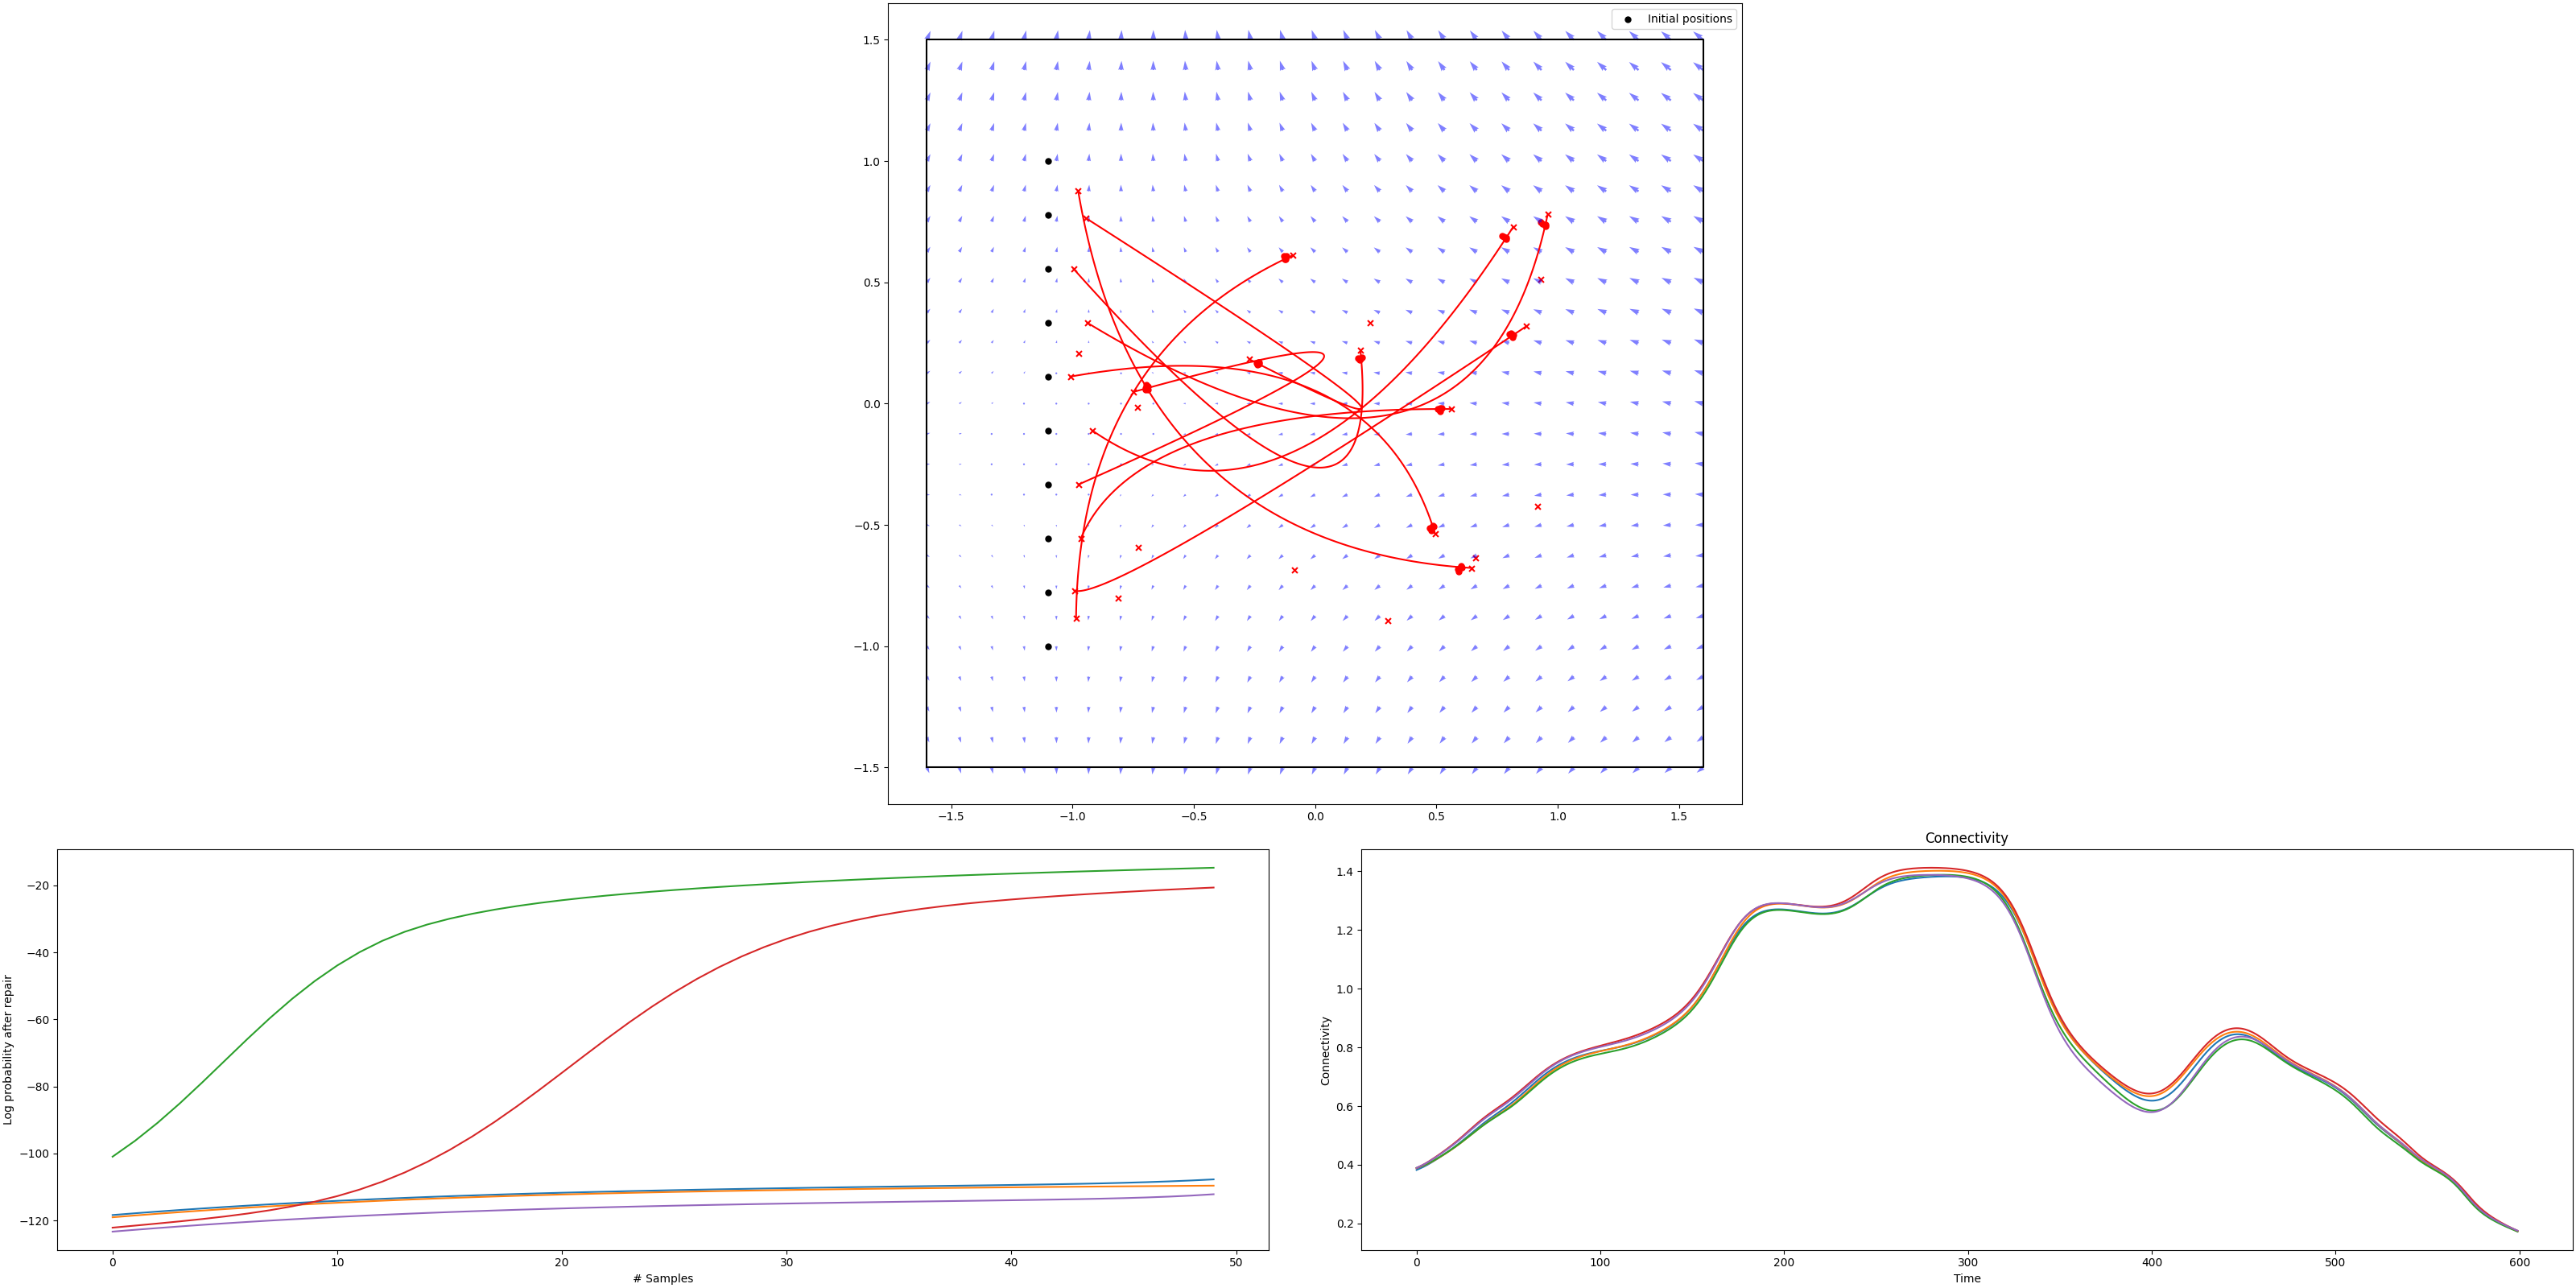 Initial positions
1.5
1.0
0.5
0.0
−0.5
−1.0
−1.5
−1.5 −1.0 −0.5 0.0 0.5 1.0 1.5
Log probability after repair
−20
−40
−60
−80
−100
−120
0 10 20 30 40 50
# Samples
Connectivity
Connectivity
1.4
1.2
1.0
0.8
0.6
0.4
0.2
0 100 200 300 400 500 600
Time